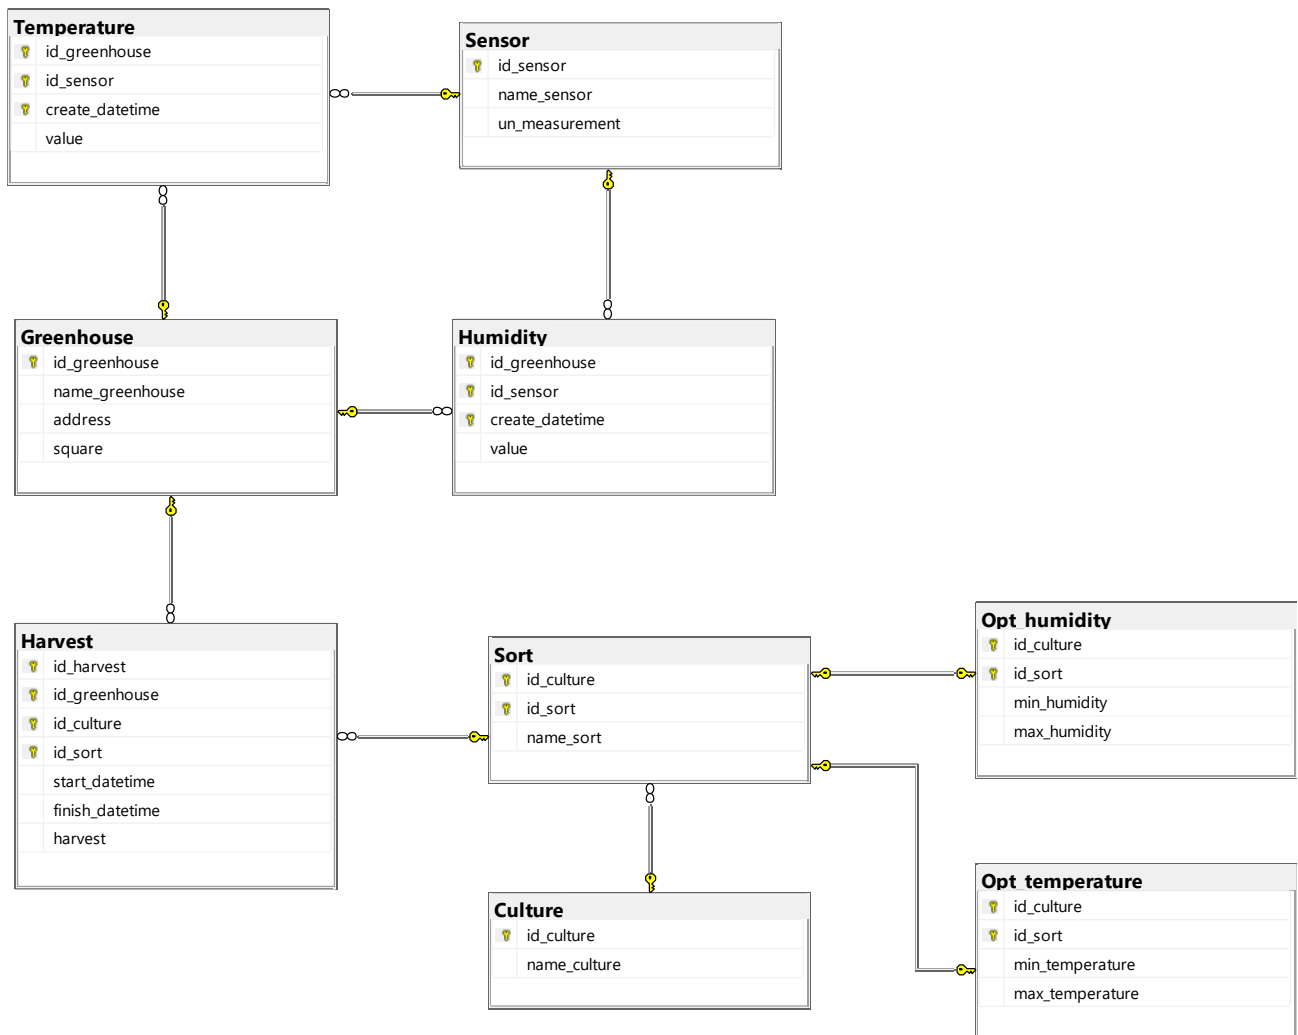 Temperature
id_greenhouse
id_sensor
create_datetime
value
Sensor
id_sensor
name_sensor
un_measurement
Greenhouse
id_greenhouse
name_greenhouse
address
square
Humidity
id_greenhouse
id_sensor
create_datetime
value
Harvest
id_harvest
id_greenhouse
id_culture
id_sort
start_datetime
finish_datetime
harvest
Sort
id_culture
id_sort
name_sort
Opt_humidity
id_culture
id_sort
min_humidity
max_humidity
Culture
id_culture
name_culture
Opt_temperature
id_culture
id_sort
min_temperature
max_temperature